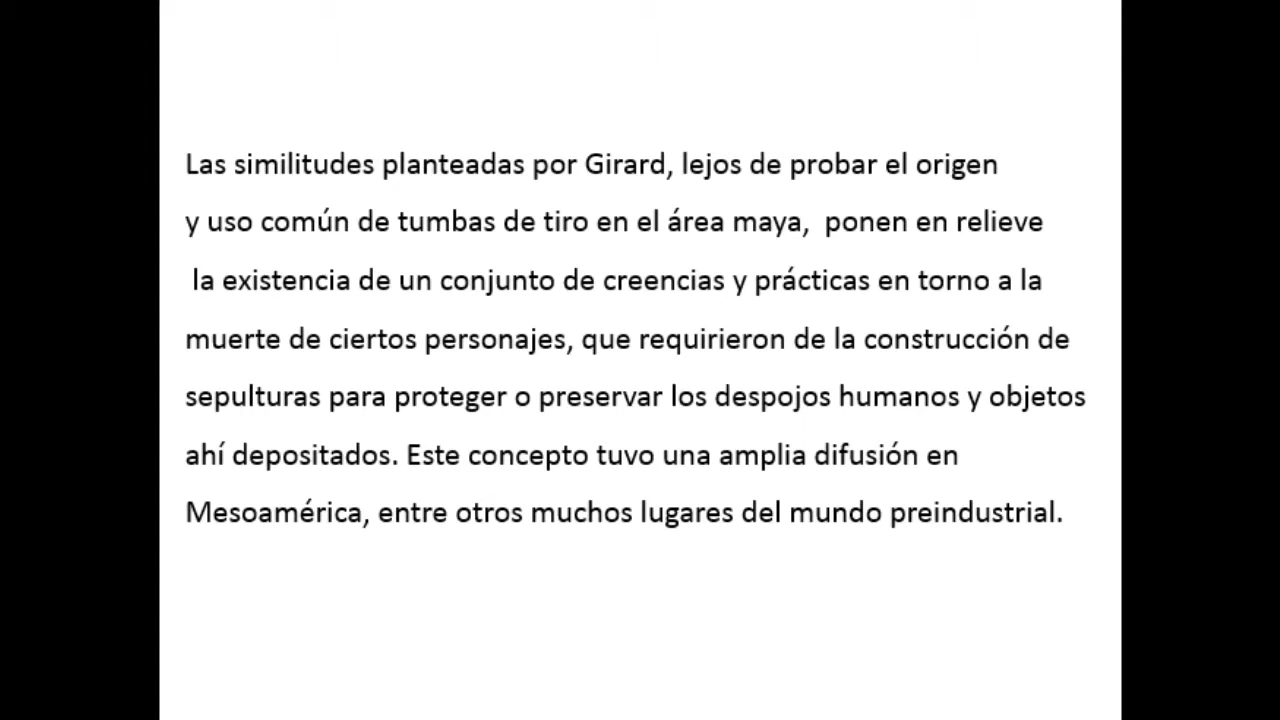 Las similitudes planteadas por Girard, lejos de probar el origen
y uso común de tumbas de tiro en el área maya,  ponen en relieve
la existencia de un conjunto de creencias y prácticas en torno a la
muerte de ciertos personajes, que requirieron de la construcción de
sepulturas para proteger o preservar los despojos humanos y objetos
ahí depositados. Este concepto tuvo una amplia difusión en
Mesoamérica, entre otros muchos lugares del mundo preindustrial.